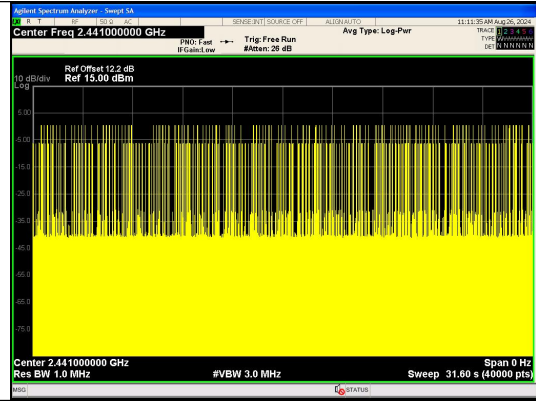 Agilent Spectrum Analyzer - Swept SA
R T RF 50 Ω AC SENSE:INT SOURCE OFF ALIGN AUTO 11:11:35 AM Aug 26, 2024
Center Freq 2.441000000 GHz Avg Type: Log-Pwr TRACE 1 2 3 4 5 6
PNO: Fast Trig: Free Run TYPE
IFGain:Low #Atten: 26 dB DET N N N N N N
Ref Offset 12.2 dB
10 dB/div Ref 15.00 dBm
Log
5.00
-5.00
-15.0
-25.0
-35.0
-45.0
-55.0
-65.0
-75.0
Center 2.441000000 GHz Span 0 Hz
Res BW 1.0 MHz #VBW 3.0 MHz Sweep 31.60 s (40000 pts)
MSG STATUS